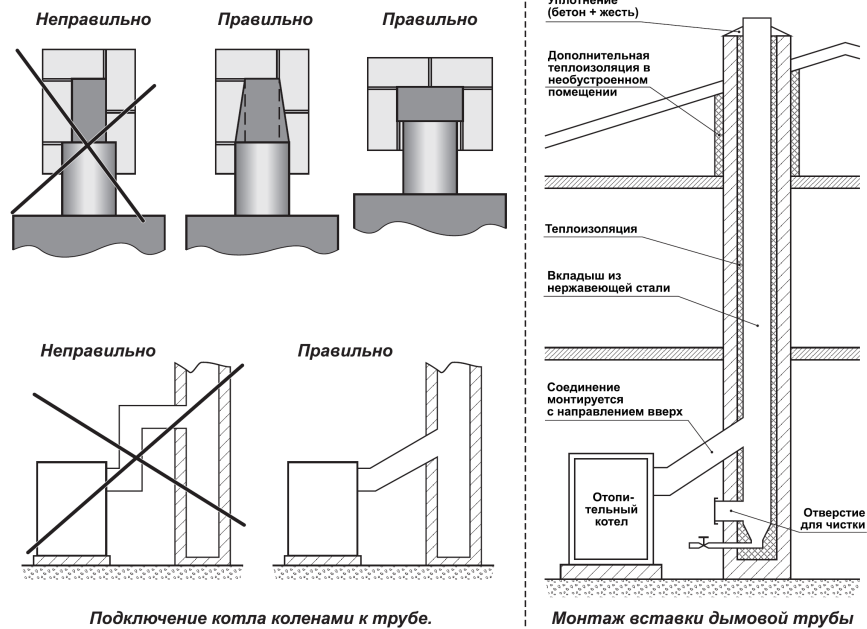 Неправильно
Правильно
Правильно
Неправильно
Правильно
Подключение котла коленами к трубе.
Уплотнение
(бетон + жесть)
Дополнительная
теплоизоляция в
необустроенном
помещении
Теплоизоляция
Вкладыш из
нержавеющей стали
Соединение
монтируется
с направлением вверх
Отопи-
тельный
котел
Отверстие
для чистки
Монтаж вставки дымовой трубы